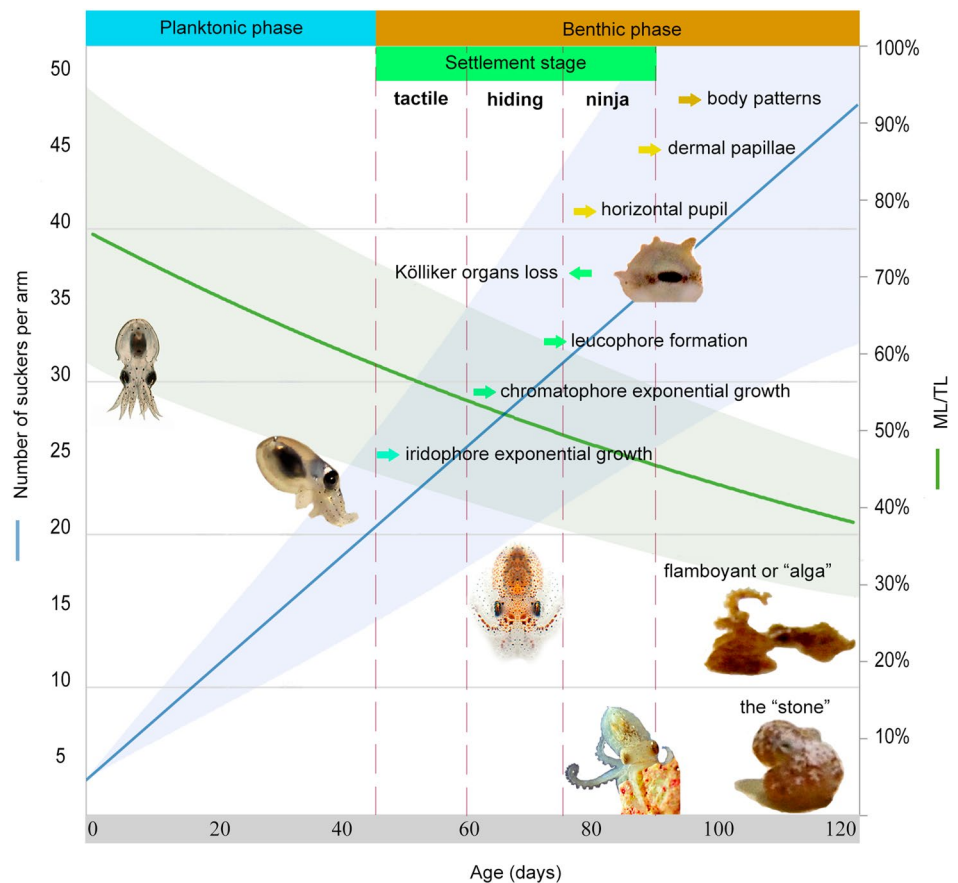 Planktonic phase
Benthic phase
Settlement stage
tactile
hiding
ninja
body patterns
dermal papillae
horizontal pupil
Kölliker organs loss
leucophore formation
chromatophore exponential growth
iridophore exponential growth
flamboyant or “alga”
the “stone”
Number of suckers per arm
50
45
40
35
30
25
20
15
10
5
100%
90%
80%
70%
60%
50%
40%
30%
20%
10%
ML/TL
0
20
40
60
80
100
120
Age (days)